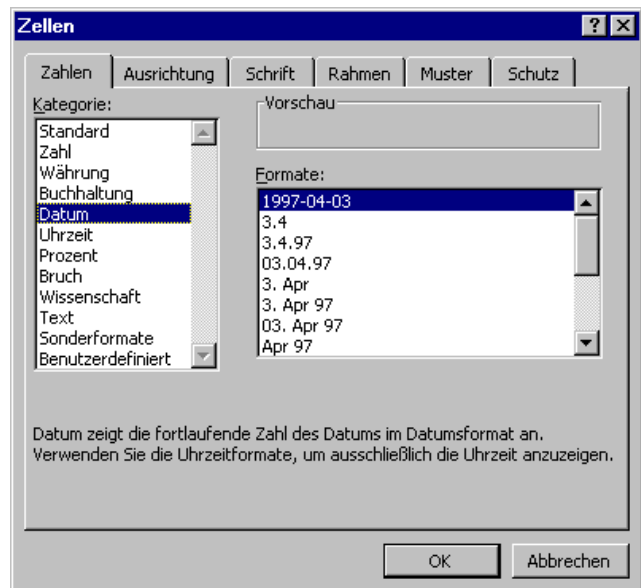 Zellen
Zahlen Ausrichtung Schrift Rahmen Muster Schutz
Kategorie:
Standard
Zahl
Währung
Buchhaltung
Datum
Uhrzeit
Prozent
Bruch
Wissenschaft
Text
Sonderformate
Benutzerdefiniert
Vorschau
Formate:
1997-04-03
3.4
3.4.97
03.04.97
3. Apr
3. Apr 97
03. Apr 97
Apr 97
Datum zeigt die fortlaufende Zahl des Datums im Datumsformat an.
Verwenden Sie die Uhrzeitformate, um ausschließlich die Uhrzeit anzuzeigen.
OK Abbrechen